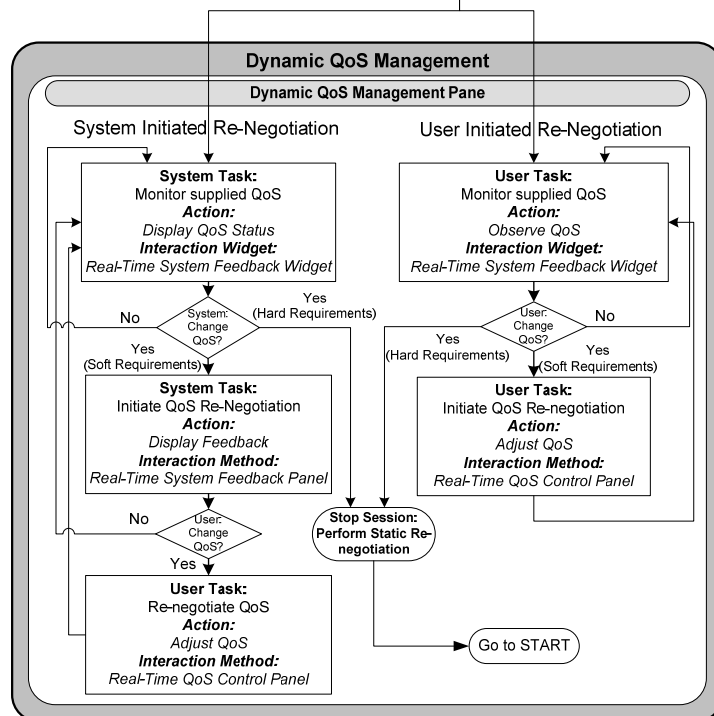 Dynamic QoS Management
Dynamic QoS Management Pane
System Initiated Re-Negotiation
System Task:
Monitor supplied QoS
Action:
Display QoS Status
Interaction Widget:
Real-Time System Feedback Widget
System:
Change
QoS?
No
Yes
(Hard Requirements)
Yes
(Soft Requirements)
System Task:
Initiate QoS Re-Negotiation
Action:
Display Feedback
Interaction Method:
Real-Time System Feedback Panel
User:
Change
QoS?
No
Yes
User Task:
Re-negotiate QoS
Action:
Adjust QoS
Interaction Method:
Real-Time QoS Control Panel
User Initiated Re-Negotiation
User Task:
Monitor supplied QoS
Action:
Observe QoS
Interaction Widget:
Real-Time System Feedback Widget
User:
Change
QoS?
No
Yes
(Hard Requirements)
Yes
(Soft Requirements)
User Task:
Initiate QoS Re-negotiation
Action:
Adjust QoS
Interaction Method:
Real-Time QoS Control Panel
Stop Session:
Perform Static Re-
negotiation
Go to START